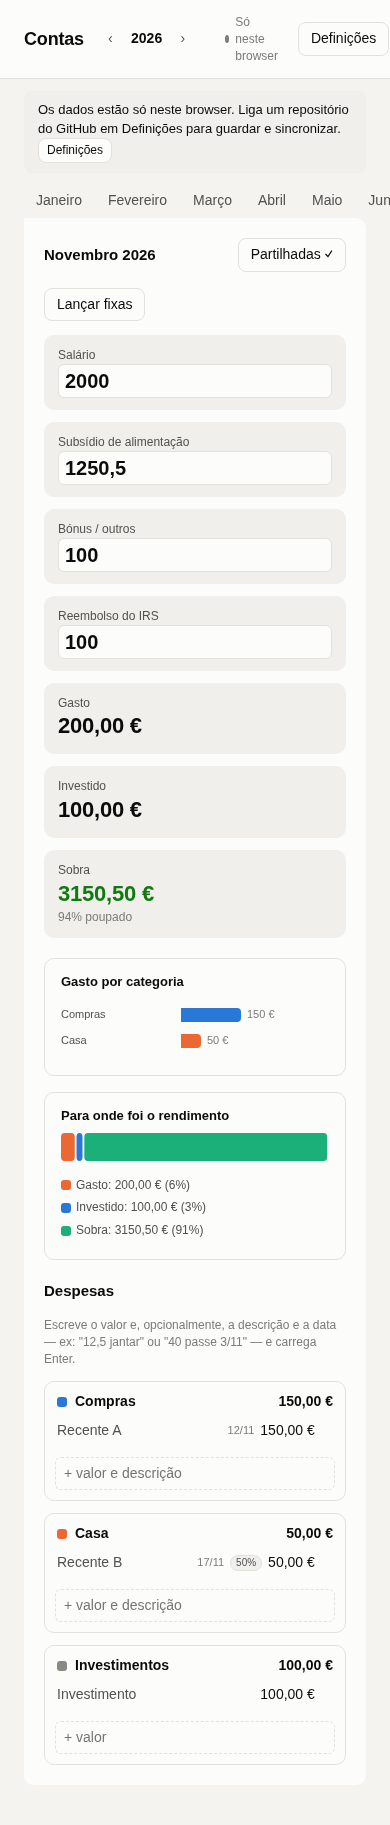 Contas ‹ 2026 › Só neste browser Definições
Os dados estão só neste browser. Liga um repositório
do GitHub em Definições para guardar e sincronizar.
Definições
Janeiro Fevereiro Março Abril Maio Jun
Novembro 2026 Partilhadas ✓
Lançar fixas
Salário
2000
Subsídio de alimentação
1250,5
Bónus / outros
100
Reembolso do IRS
100
Gasto
200,00 €
Investido
100,00 €
Sobra
3150,50 €
94% poupado
Gasto por categoria
Compras 150 €
Casa 50 €
Para onde foi o rendimento
Gasto: 200,00 € (6%)
Investido: 100,00 € (3%)
Sobra: 3150,50 € (91%)
Despesas
Escreve o valor e, opcionalmente, a descrição e a data
— ex: "12,5 jantar" ou "40 passe 3/11" — e carrega
Enter.
Compras 150,00 €
Recente A 12/11 150,00 €
+ valor e descrição
Casa 50,00 €
Recente B 17/11 50% 50,00 €
+ valor e descrição
Investimentos 100,00 €
Investimento 100,00 €
+ valor